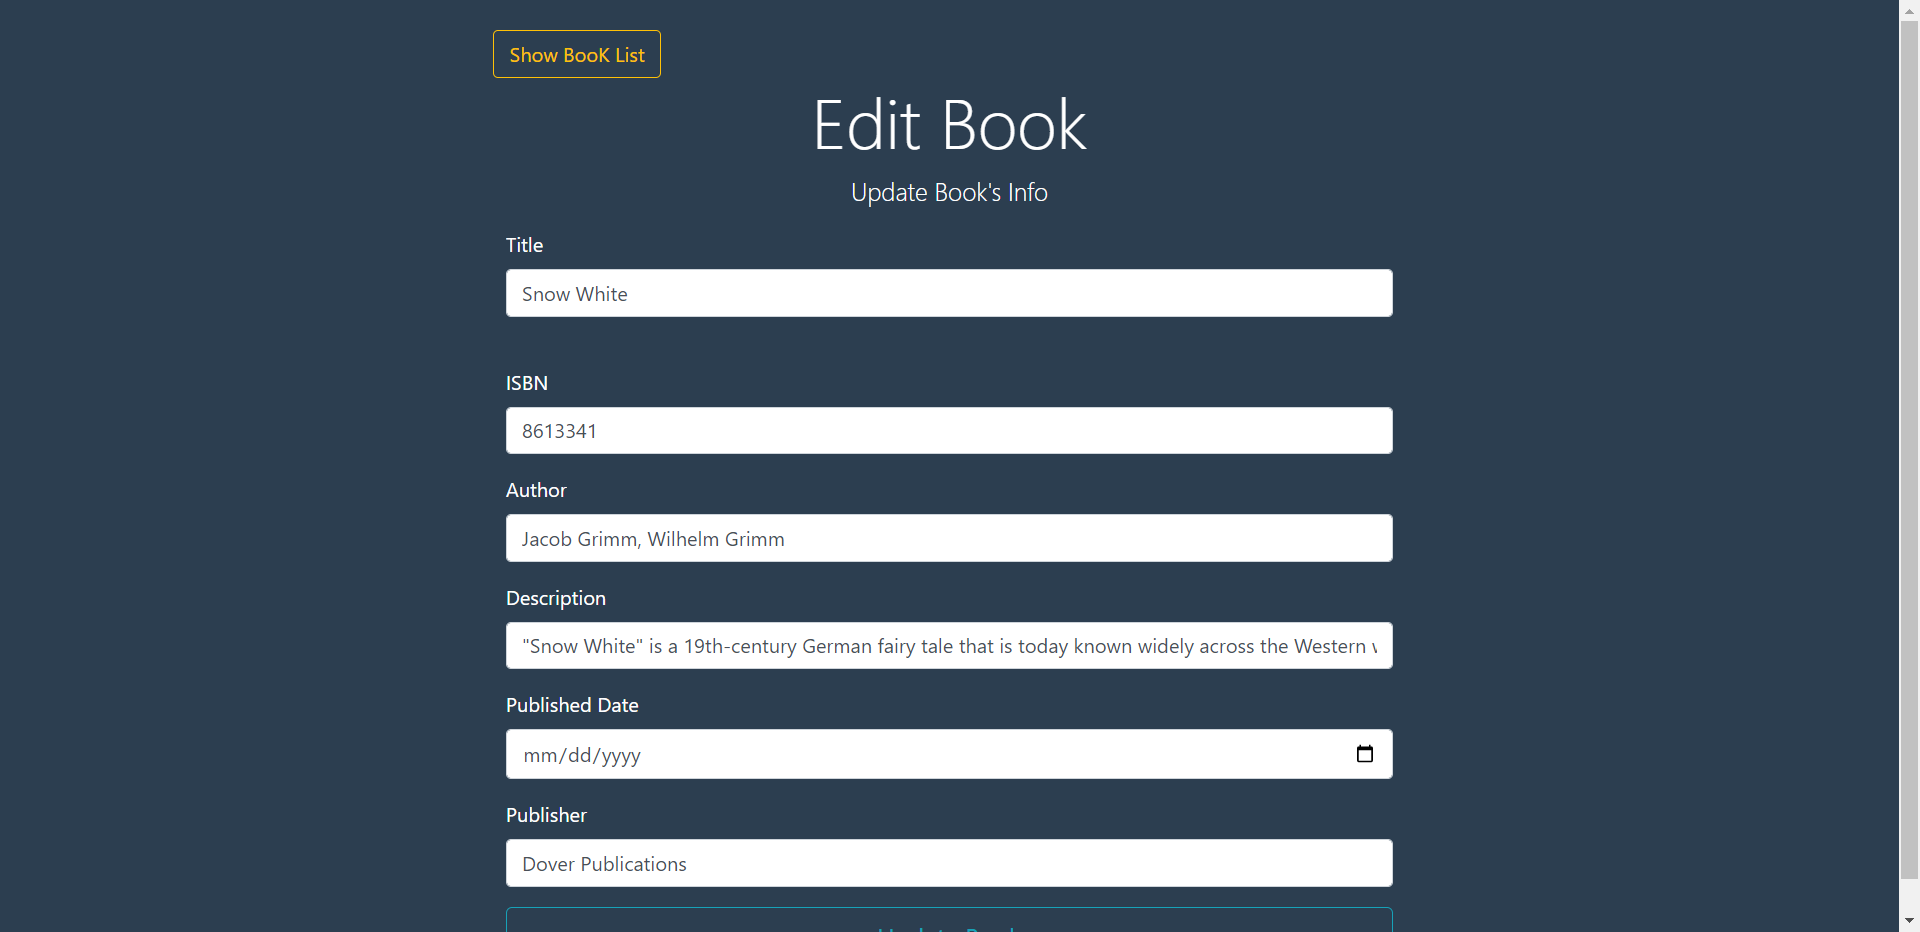 Show BooK List
Edit Book
Update Book's Info
Title
Snow White
ISBN
8613341
Author
Jacob Grimm, Wilhelm Grimm
Description
"Snow White" is a 19th-century German fairy tale that is today known widely across the Western
Published Date
mm/dd/yyyy
Publisher
Dover Publications